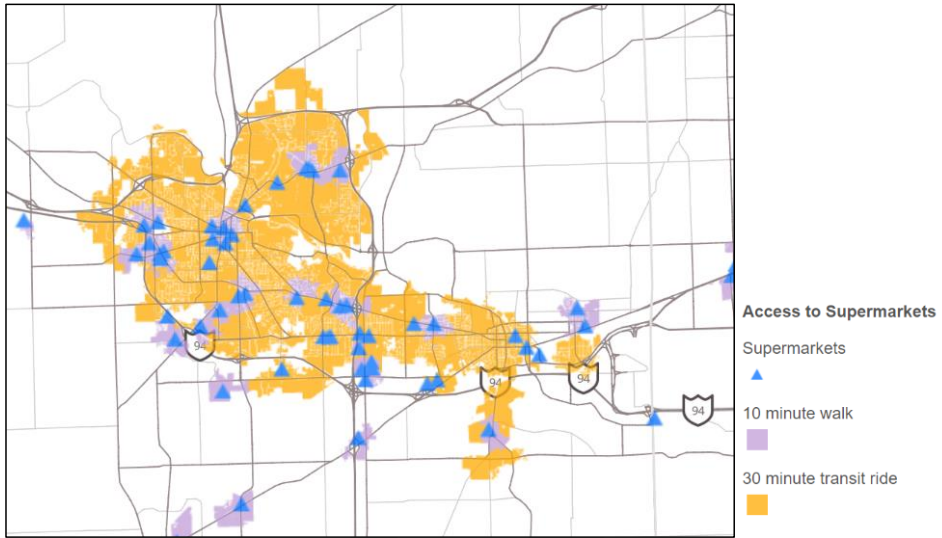 94
94
94
94
Access to Supermarkets
Supermarkets
10 minute walk
30 minute transit ride